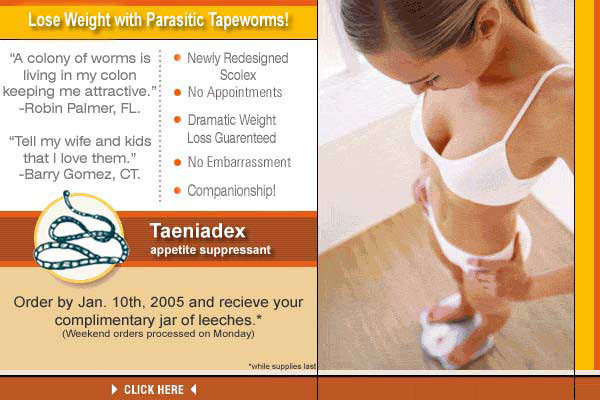 Lose Weight with Parasitic Tapeworms!
“A colony of worms is
living in my colon
keeping me attractive.”
-Robin Palmer, FL.
“Tell my wife and kids
that I love them.”
-Barry Gomez, CT.
Newly Redesigned
Scolex
No Appointments
Dramatic Weight
Loss Guarenteed
No Embarrassment
Companionship!
Taeniadex
appetite suppressant
Order by Jan. 10th, 2005 and recieve your
complimentary jar of leeches.*
(Weekend orders processed on Monday)
*while supplies last
CLICK HERE